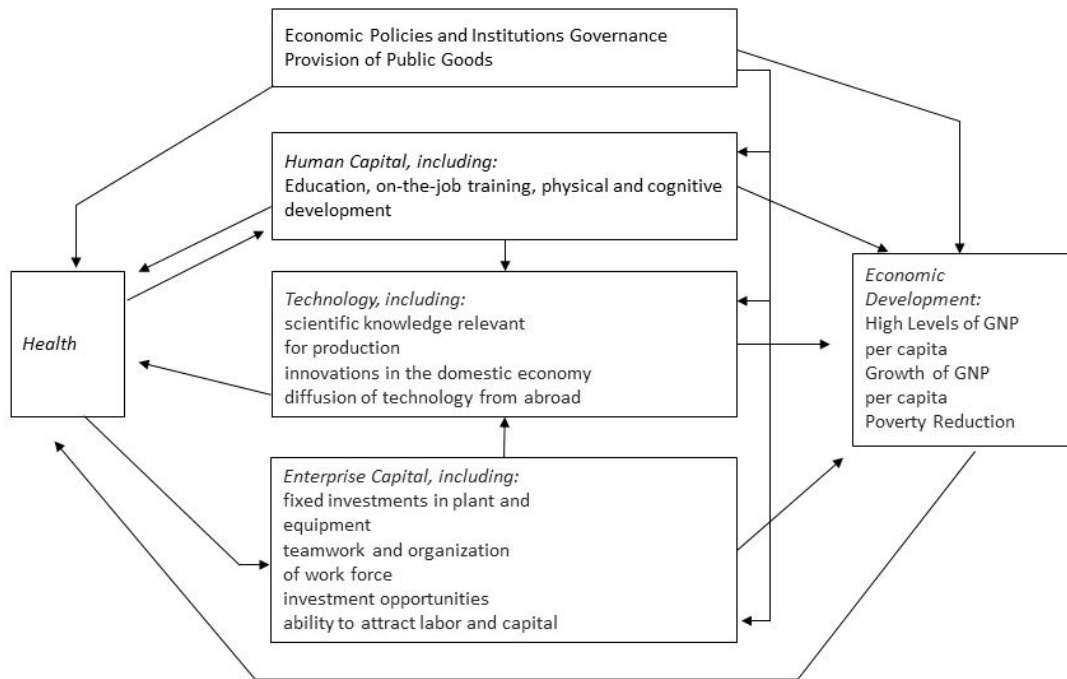 Economic Policies and Institutions Governance
Provision of Public Goods
Human Capital, including:
Education, on-the-job training, physical and cognitive
development
Health
Technology, including:
scientific knowledge relevant
for production
innovations in the domestic economy
diffusion of technology from abroad
Economic
Development:
High Levels of GNP
per capita
Growth of GNP
per capita
Poverty Reduction
Enterprise Capital, including:
fixed investments in plant and
equipment
teamwork and organization
of work force
investment opportunities
ability to attract labor and capital